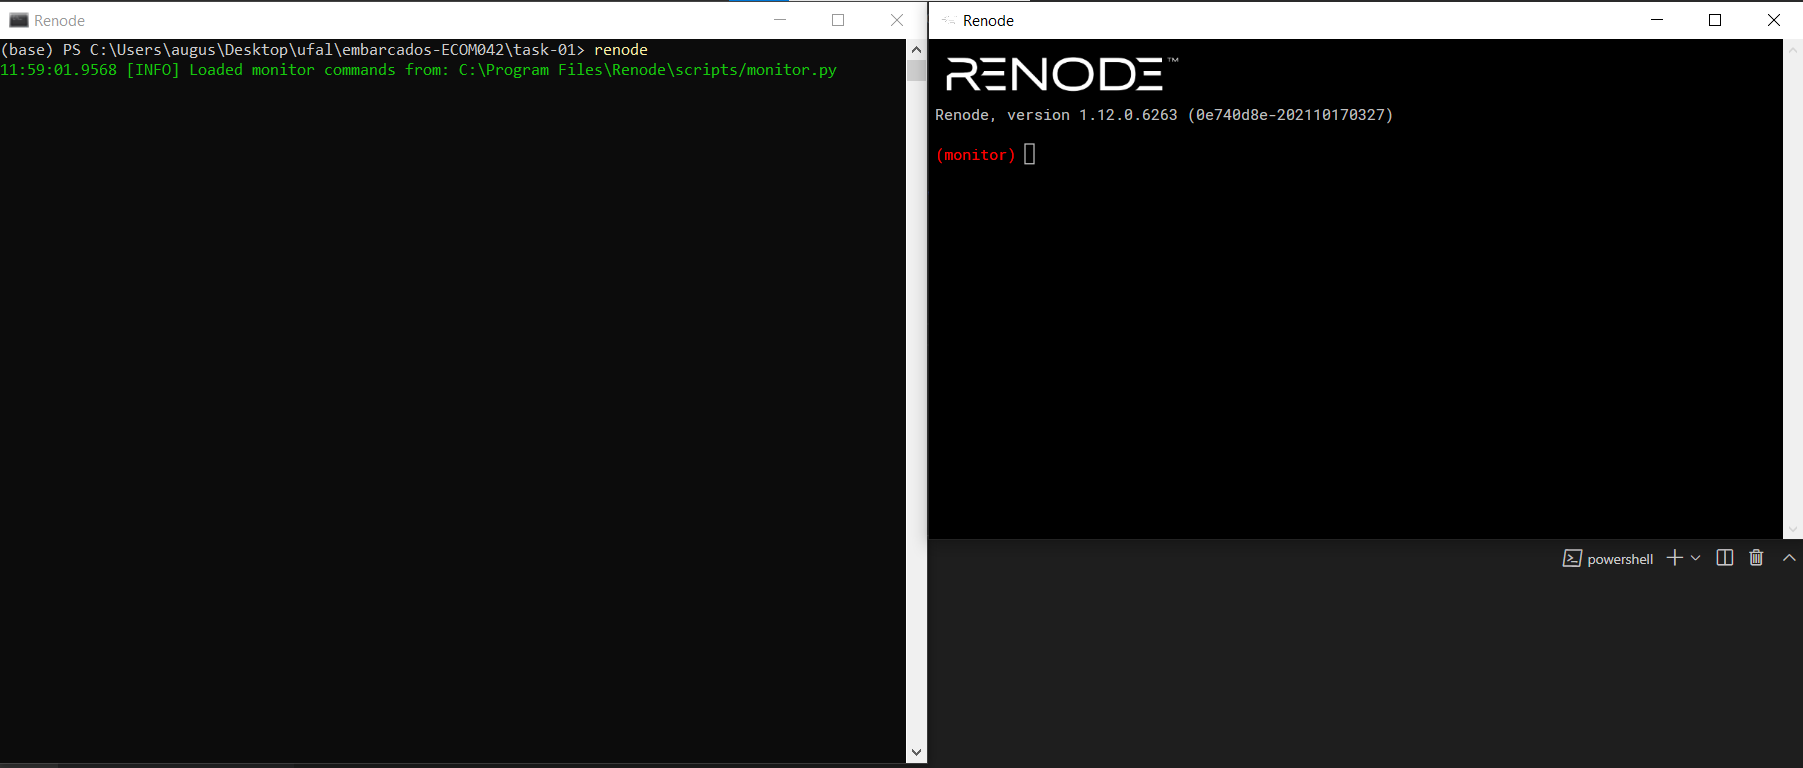 Renode
(base) PS C:\Users\augus\Desktop\ufal\embarcados-ECOM042\task-01> renode
11:59:01.9568 [INFO] Loaded monitor commands from: C:\Program Files\Renode\scripts/monitor.py
Renode
RENODE™
Renode, version 1.12.0.6263 (0e740d8e-202110170327)
(monitor)
powershell